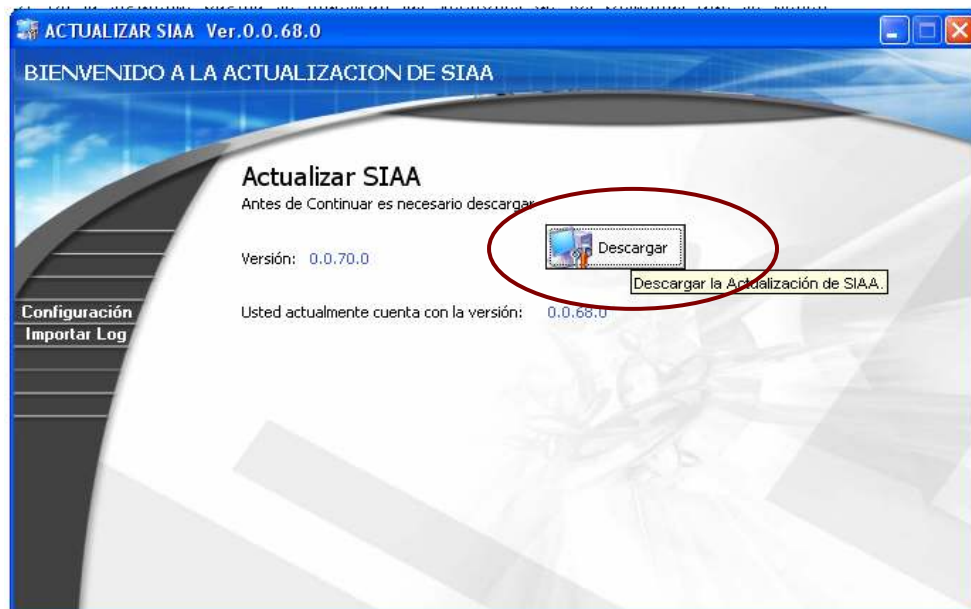 ACTUALIZAR SIAA Ver.0.0.68.0
BIENVENIDO A LA ACTUALIZACION DE SIAA
Actualizar SIAA
Antes de Continuar es necesario descargar
Versión: 0.0.70.0
Descargar
Descargar la Actualización de SIAA.
Configuración
Usted actualmente cuenta con la versión: 0.0.68.0
Importar Log